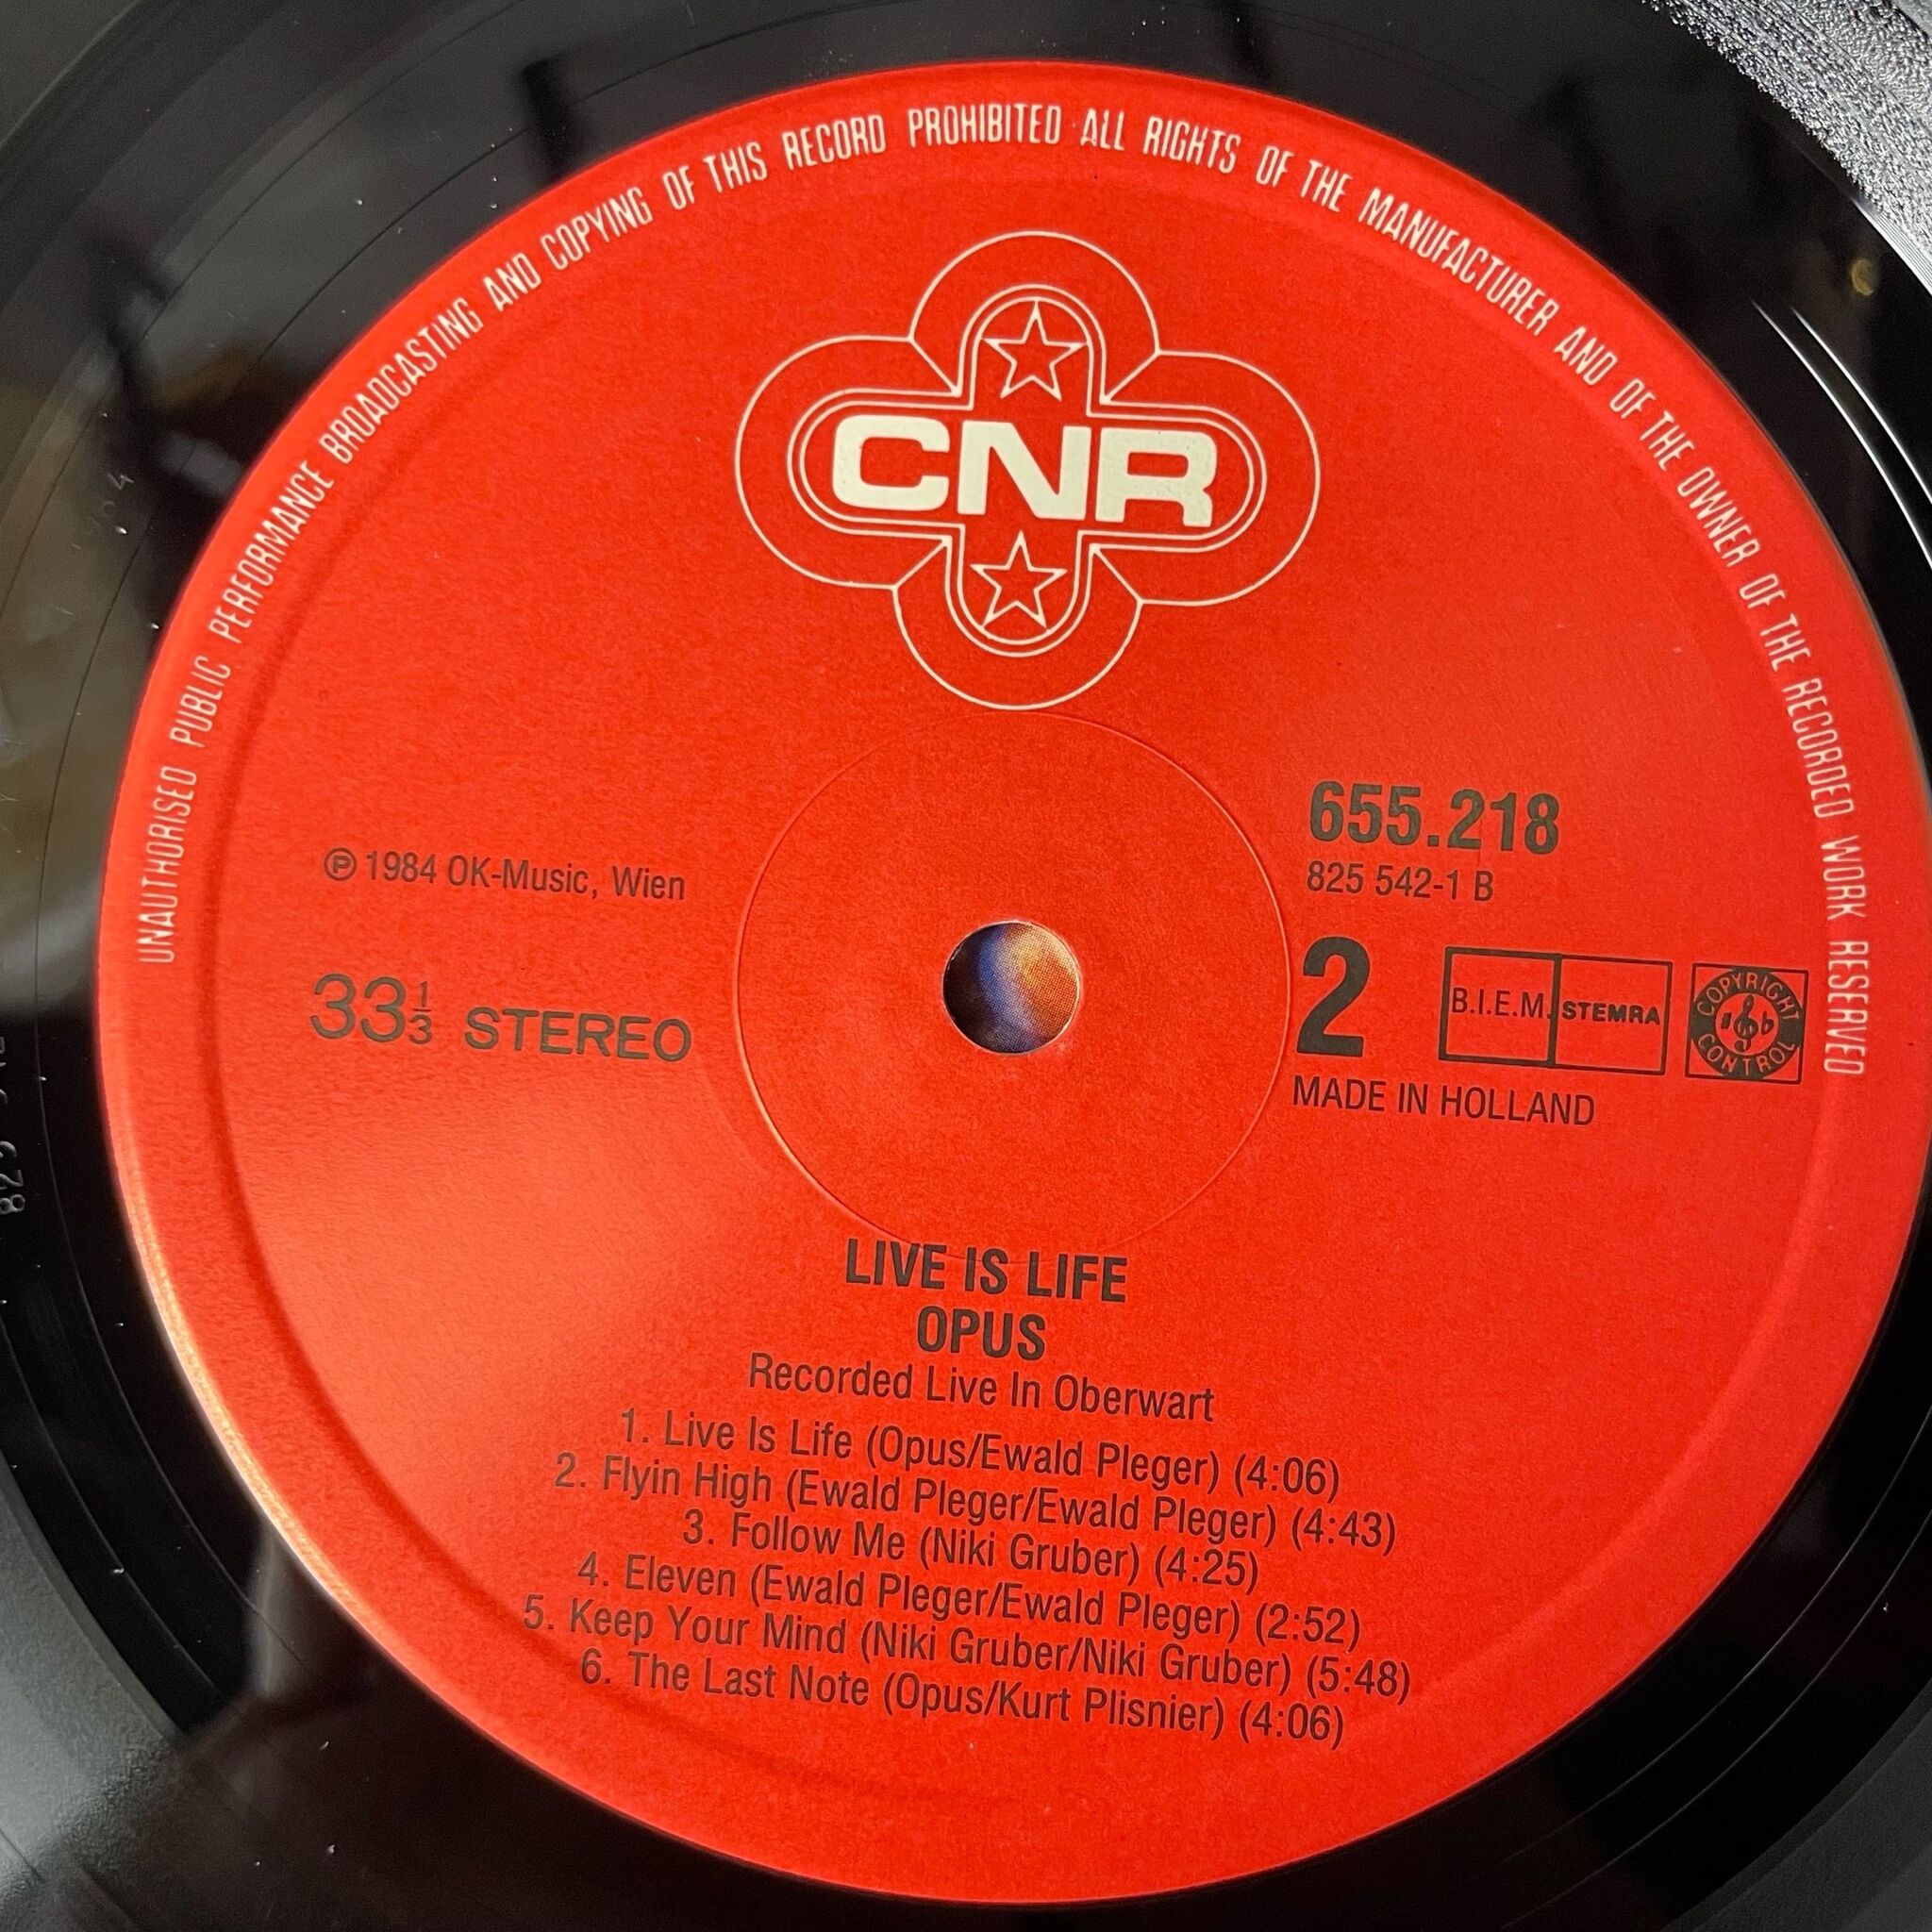 UNAUTHORISED PUBLIC PERFORMANCE BROADCASTING AND COPYING OF THIS RECORD PROHIBITED · ALL RIGHTS OF THE MANUFACTURER AND OF THE OWNER OF THE RECORDED WORK RESERVED
CNR
℗ 1984 OK-Music, Wien
33⅓ STEREO
655.218
825 542-1 B
2
B.I.E.M. STEMRA
COPYRIGHT CONTROL
MADE IN HOLLAND
LIVE IS LIFE
OPUS
Recorded Live In Oberwart
1. Live Is Life (Opus/Ewald Pleger) (4:06)
2. Flyin High (Ewald Pleger/Ewald Pleger) (4:43)
3. Follow Me (Niki Gruber) (4:25)
4. Eleven (Ewald Pleger/Ewald Pleger) (2:52)
5. Keep Your Mind (Niki Gruber/Niki Gruber) (5:48)
6. The Last Note (Opus/Kurt Plisnier) (4:06)